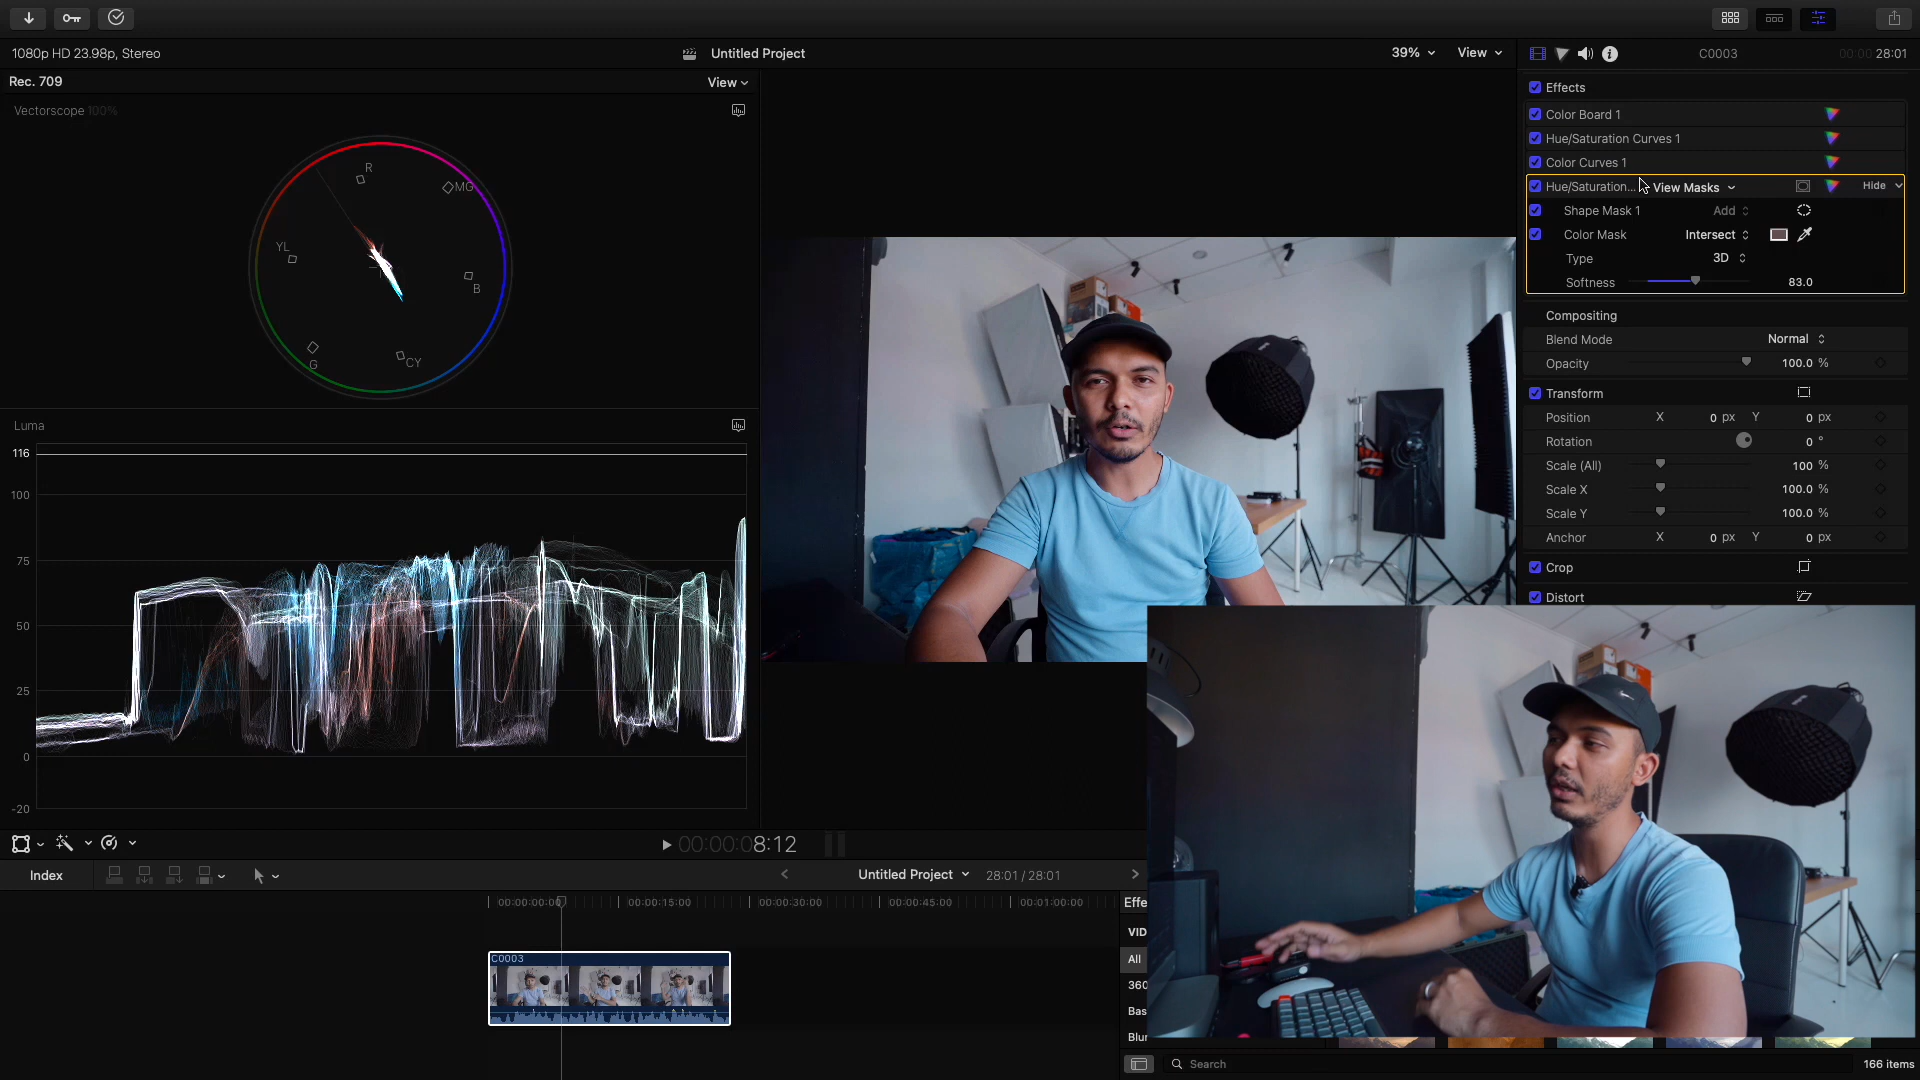 1080p HD 23.98p, Stereo
Untitled Project
39%
View
C0003
00:00:28:01
Rec. 709
View
Vectorscope 100%
R
MG
YL
B
G
CY
Luma
116
100
75
50
25
0
-20
Effects
Color Board 1
Hue/Saturation Curves 1
Color Curves 1
Hue/Saturation...
View Masks
Hide
Shape Mask 1
Add
Color Mask
Intersect
Type
3D
Softness
83.0
Compositing
Blend Mode
Normal
Opacity
100.0 %
Transform
Position
X 0 px Y 0 px
Rotation
0 °
Scale (All)
100 %
Scale X
100.0 %
Scale Y
100.0 %
Anchor
X 0 px Y 0 px
Crop
Distort
00:00:08:12
Index
Untitled Project
28:01 / 28:01
00:00:00:00
00:00:15:00
00:00:30:00
00:00:45:00
00:01:00:00
C0003
Effe
VID
All
360
Bas
Blur
Search
166 items